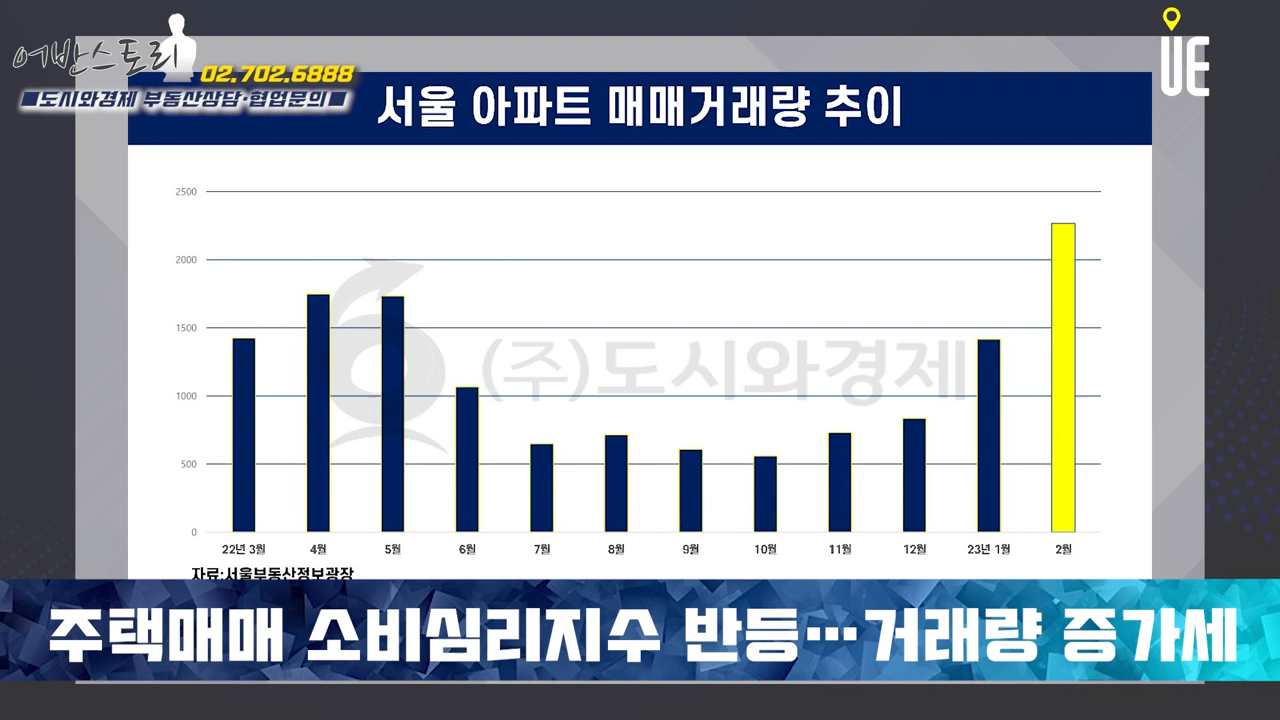 어반스토리
02.702.6888
■도시와경제 부동산상담·협업문의■
UE
서울 아파트 매매거래량 추이
2500
2000
1500
1000
500
0
(주)도시와경제
22년 3월 4월 5월 6월 7월 8월 9월 10월 11월 12월 23년 1월 2월
자료:서울부동산정보광장
주택매매 소비심리지수 반등…거래량 증가세